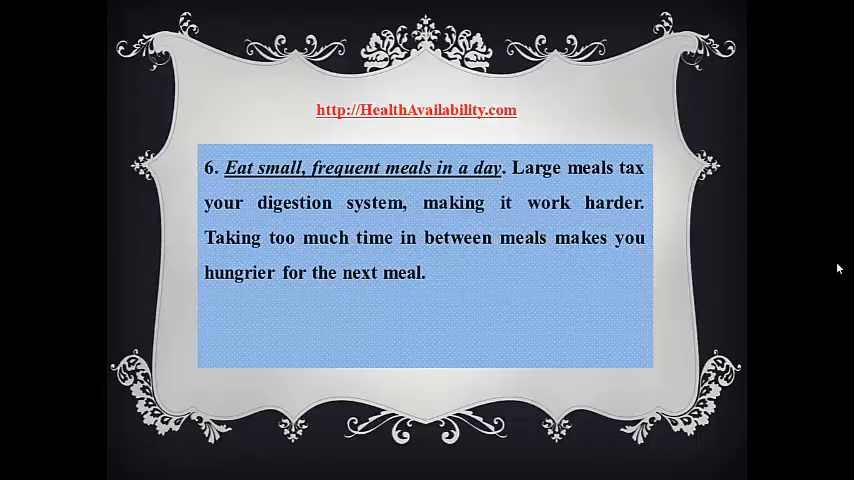 http://HealthAvailability.com
6. Eat small, frequent meals in a day. Large meals tax
your digestion system, making it work harder.
Taking too much time in between meals makes you
hungrier for the next meal.